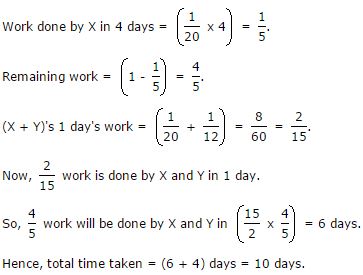 Work done by X in 4 days = (1/20 x 4) = 1/5.
Remaining work = (1 - 1/5) = 4/5.
(X + Y)'s 1 day's work = (1/20 + 1/12) = 8/60 = 2/15.
Now, 2/15 work is done by X and Y in 1 day.
So, 4/5 work will be done by X and Y in (15/2 x 4/5) = 6 days.
Hence, total time taken = (6 + 4) days = 10 days.